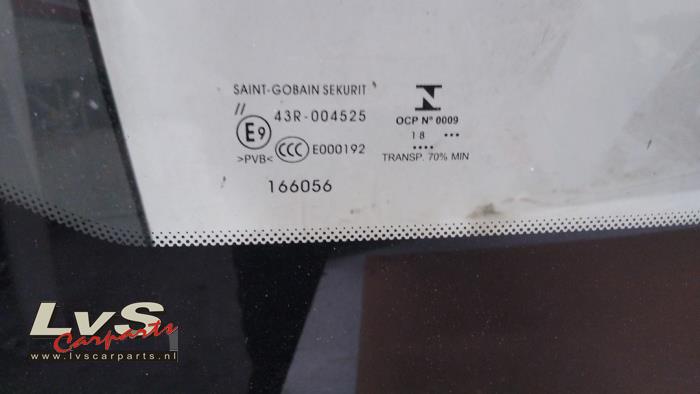 SAINT-GOBAIN SEKURIT
//
43R-004525
E9
>PVB<
CCC
E000192
166056
N
OCP Nº 0009
18 •••
••••
TRANSP. 70% MIN
LvS
Carparts
www.lvscarparts.nl